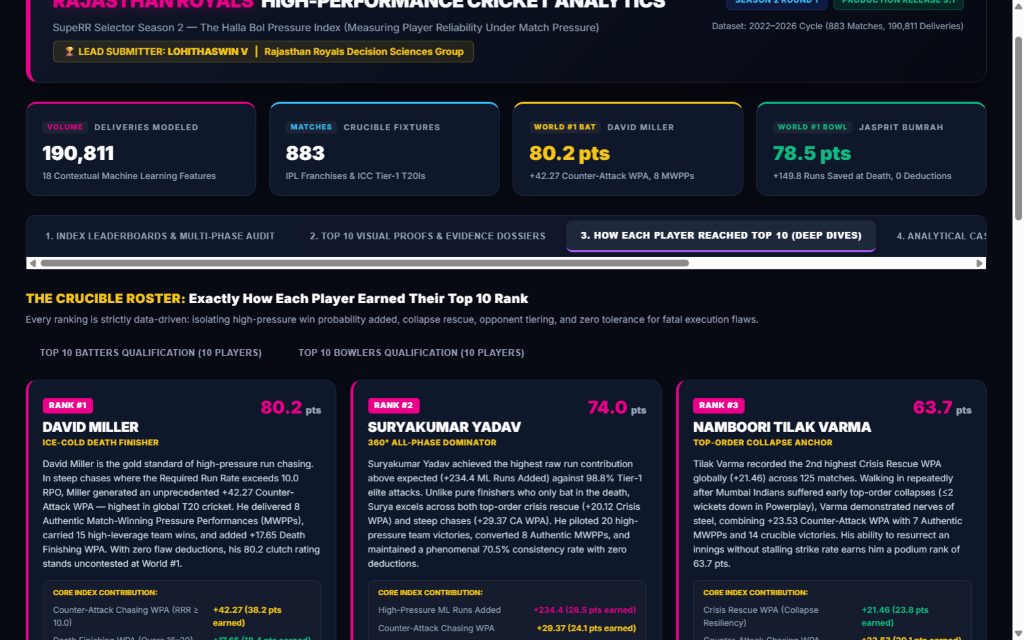 RAJASTHAN ROYALS HIGH-PERFORMANCE CRICKET ANALYTICS
SEASON 2 ROUND 1
PRODUCTION RELEASE 3.1
SupeRR Selector Season 2 — The Halla Bol Pressure Index (Measuring Player Reliability Under Match Pressure)
Dataset: 2022–2026 Cycle (883 Matches, 190,811 Deliveries)
🏆 LEAD SUBMITTER: LOHITHASWIN V | Rajasthan Royals Decision Sciences Group
VOLUME DELIVERIES MODELED
190,811
18 Contextual Machine Learning Features
MATCHES CRUCIBLE FIXTURES
883
IPL Franchises & ICC Tier-1 T20Is
WORLD #1 BAT DAVID MILLER
80.2 pts
+42.27 Counter-Attack WPA, 8 MWPPs
WORLD #1 BOWL JASPRIT BUMRAH
78.5 pts
+149.8 Runs Saved at Death, 0 Deductions
1. INDEX LEADERBOARDS & MULTI-PHASE AUDIT
2. TOP 10 VISUAL PROOFS & EVIDENCE DOSSIERS
3. HOW EACH PLAYER REACHED TOP 10 (DEEP DIVES)
4. ANALYTICAL CAS
THE CRUCIBLE ROSTER: Exactly How Each Player Earned Their Top 10 Rank
Every ranking is strictly data-driven: isolating high-pressure win probability added, collapse rescue, opponent tiering, and zero tolerance for fatal execution flaws.
TOP 10 BATTERS QUALIFICATION (10 PLAYERS)
TOP 10 BOWLERS QUALIFICATION (10 PLAYERS)
RANK #1
80.2 pts
DAVID MILLER
ICE-COLD DEATH FINISHER
David Miller is the gold standard of high-pressure run chasing.
In steep chases where the Required Run Rate exceeds 10.0
RPO, Miller generated an unprecedented +42.27 Counter-
Attack WPA — highest in global T20 cricket. He delivered 8
Authentic Match-Winning Pressure Performances (MWPPs),
carried 15 high-leverage team wins, and added +17.65 Death
Finishing WPA. With zero flaw deductions, his 80.2 clutch rating
stands uncontested at World #1.
CORE INDEX CONTRIBUTION:
Counter-Attack Chasing WPA (RRR ≥
10.0)
+42.27 (38.2 pts
earned)
Death Finishing WPA (Overs 16–20)
+17.65 (18.4 pts earned)
RANK #2
74.0 pts
SURYAKUMAR YADAV
360° ALL-PHASE DOMINATOR
Suryakumar Yadav achieved the highest raw run contribution
above expected (+234.4 ML Runs Added) against 98.8% Tier-1
elite attacks. Unlike pure finishers who only bat in the death,
Surya excels across both top-order crisis rescue (+20.12 Crisis
WPA) and steep chases (+29.37 CA WPA). He piloted 20 high-
pressure team victories, converted 8 Authentic MWPPs, and
maintained a phenomenal 70.5% consistency rate with zero
deductions.
CORE INDEX CONTRIBUTION:
High-Pressure ML Runs Added
+234.4 (28.5 pts earned)
Counter-Attack Chasing WPA
+29.37 (24.1 pts earned)
RANK #3
63.7 pts
NAMBOORI TILAK VARMA
TOP-ORDER COLLAPSE ANCHOR
Tilak Varma recorded the 2nd highest Crisis Rescue WPA
globally (+21.46) across 125 matches. Walking in repeatedly
after Mumbai Indians suffered early top-order collapses (≤2
wickets down in Powerplay), Varma demonstrated nerves of
steel, combining +23.53 Counter-Attack WPA with 7 Authentic
MWPPs and 14 crucible victories. His ability to resurrect an
innings without stalling strike rate earns him a podium rank of
63.7 pts.
CORE INDEX CONTRIBUTION:
Crisis Rescue WPA (Collapse
Resiliency)
+21.46 (23.8 pts
earned)